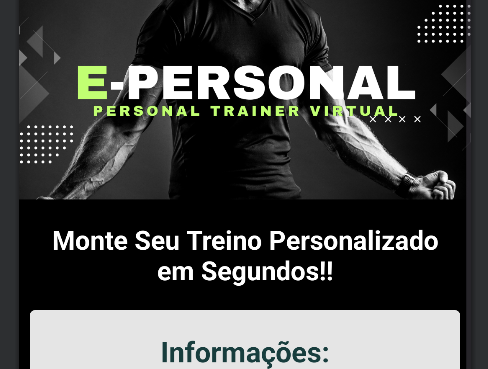 E-PERSONAL
PERSONAL TRAINER VIRTUAL
Monte Seu Treino Personalizado
em Segundos!!
Informações: